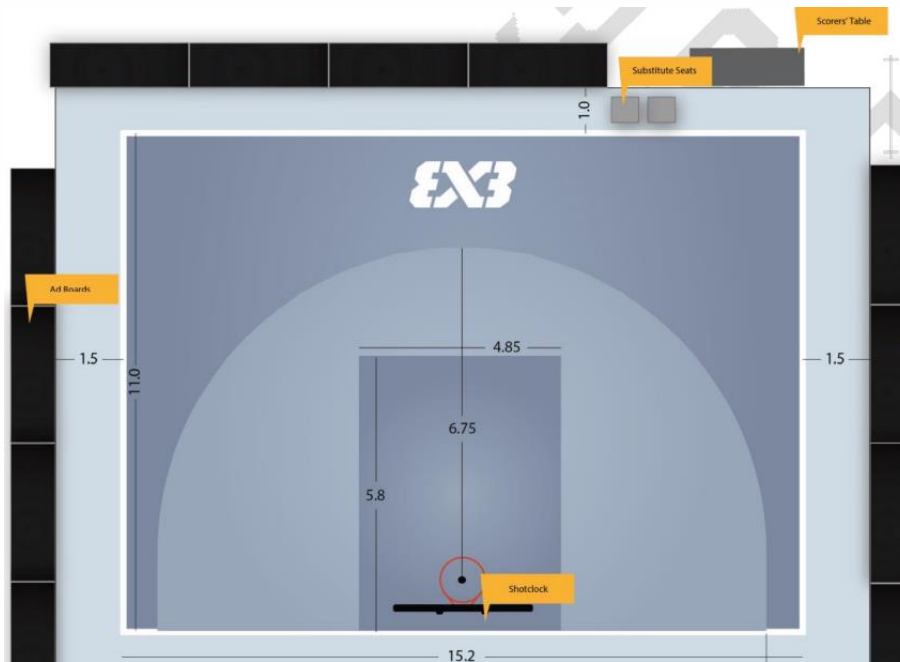 Scorers' Table
Substitute Seats
1.0
3X3
Ad Boards
1.5
11.0
4.85
1.5
6.75
5.8
Shotclock
15.2